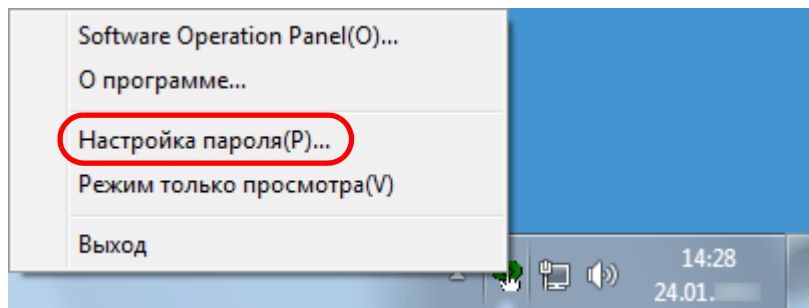 Software Operation Panel(O)...
О программе...
Настройка пароля(P)...
Режим только просмотра(V)
Выход
14:28
24.01.